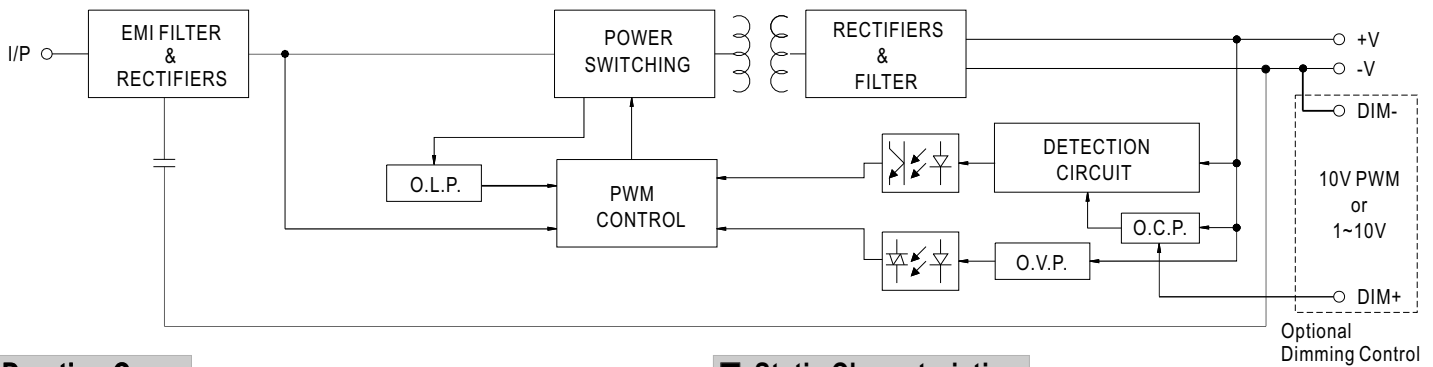 I/P
EMI FILTER
&
RECTIFIERS
POWER
SWITCHING
RECTIFIERS
&
FILTER
+V
-V
DIM-
10V PWM
or
1~10V
DIM+
Optional
Dimming Control
O.L.P.
PWM
CONTROL
DETECTION
CIRCUIT
O.C.P.
O.V.P.